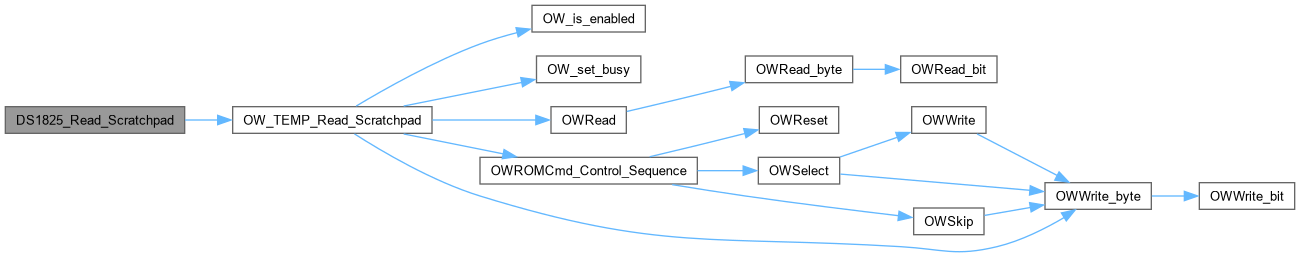 DS1825_Read_Scratchpad
OW_TEMP_Read_Scratchpad
OW_is_enabled
OW_set_busy
OWRead
OWRead_byte
OWRead_bit
OWROMCmd_Control_Sequence
OWReset
OWSelect
OWWrite
OWSkip
OWWrite_byte
OWWrite_bit